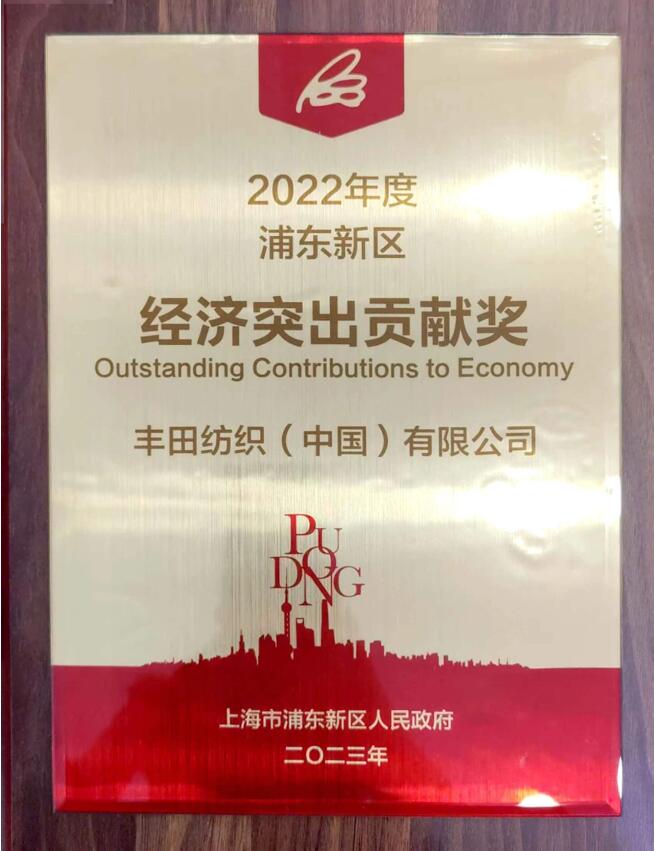 2022年度
浦东新区
经济突出贡献奖
Outstanding Contributions to Economy
丰田纺织（中国）有限公司
PU
DONG
上海市浦东新区人民政府
二〇二三年